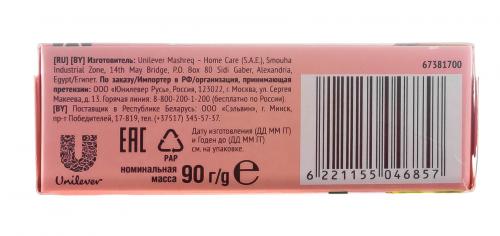 [RU] [BY] Изготовитель: Unilever Mashreq – Home Care (S.A.E.), Smouha
Industrial Zone, 14th May Bridge, P.O. Box 80 Sidi Gaber, Alexandria,
Egypt/Египет. По заказу/Импортер в РФ/организация, принимающая
претензии: ООО «Юнилевер Русь», Россия, 123022, г. Москва, ул. Сергея
Макеева, д.13. Горячая линия: 8-800-200-1-200 (бесплатно по России).
[BY] Поставщик в Республику Беларусь: ООО «Сэльвин», г. Минск,
пр-т Победителей, 17-819, тел. (+37517) 345-57-37.
67381700
Unilever
EAC
PAP
Дату изготовления (ДД ММ ГГ)
и Годен до (ДД ММ ГГ)
см. на упаковке.
номинальная
масса
90 г/g e
6 221155 046857